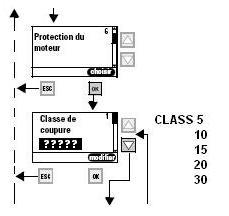 6
Protection du
moteur
choisir
ESC
OK
Classe de
1
coupure
?????
modifier
ESC
OK
CLASS 5
10
15
20
30